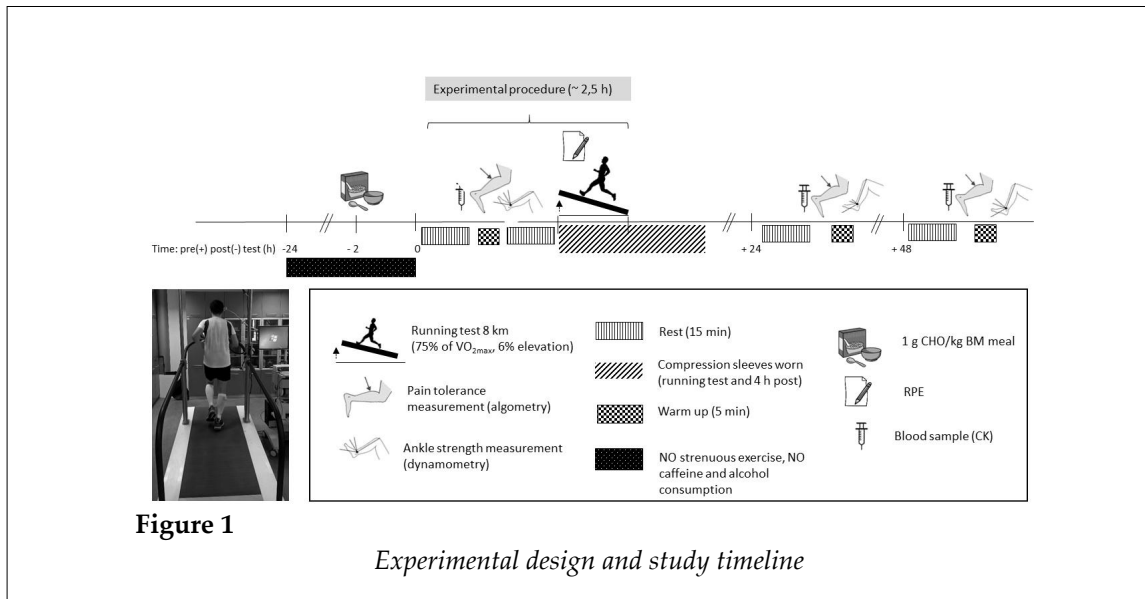 Experimental procedure (~ 2,5 h)
Time: pre(+) post(-) test (h)
-24
- 2
0
+ 24
+ 48
Running test 8 km
(75% of VO2max, 6% elevation)
Pain tolerance
measurement (algometry)
Ankle strength measurement
(dynamometry)
Rest (15 min)
Compression sleeves worn
(running test and 4 h post)
Warm up (5 min)
NO strenuous exercise, NO
caffeine and alcohol
consumption
1 g CHO/kg BM meal
RPE
Blood sample (CK)
Figure 1
Experimental design and study timeline